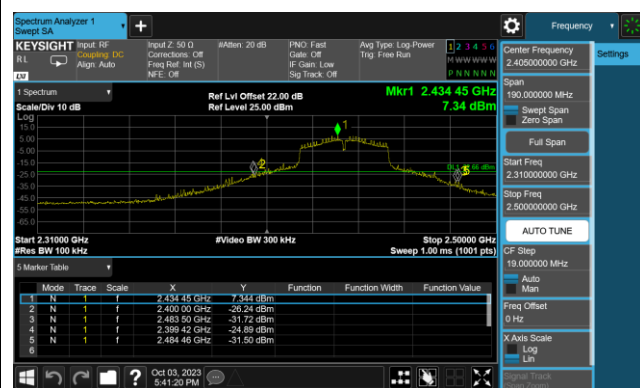 Spectrum Analyzer 1
Swept SA
Frequency
KEYSIGHT
RL
Input: RF
Coupling: DC
Align: Auto
Input Z: 50 Ω
Corrections: Off
Freq Ref: Int (S)
NFE: Off
#Atten: 20 dB
PNO: Fast
Gate: Off
IF Gain: Low
Sig Track: Off
Avg Type: Log-Power
Trig: Free Run
1 2 3 4 5 6
M W W W W W
P N N N N N
LXI
Center Frequency
2.405000000 GHz
Settings
Span
190.000000 MHz
Swept Span
Zero Span
Full Span
Start Freq
2.310000000 GHz
Stop Freq
2.500000000 GHz
AUTO TUNE
CF Step
19.000000 MHz
Auto
Man
Freq Offset
0 Hz
X Axis Scale
Log
Lin
Signal Track
(Span Zoom)
1 Spectrum
Scale/Div 10 dB
Ref Lvl Offset 22.00 dB
Ref Level 25.00 dBm
Mkr1 2.434 45 GHz
7.34 dBm
Log
15.0
5.00
-5.00
-15.0
-25.0
-35.0
-45.0
-55.0
-65.0
1
Start 2.31000 GHz
#Res BW 100 kHz
#Video BW 300 kHz
Stop 2.50000 GHz
Sweep 1.00 ms (1001 pts)
5 Marker Table
Mode Trace Scale X Y Function Function Width Function Value
1 N 1 f 2.434 45 GHz 7.344 dBm
2 N 1 f 2.400 00 GHz -26.24 dBm
3 N 1 f 2.483 50 GHz -31.72 dBm
4 N 1 f 2.399 42 GHz -24.89 dBm
5 N 1 f 2.484 46 GHz -31.50 dBm
6
?
Oct 03, 2023
5:41:20 PM